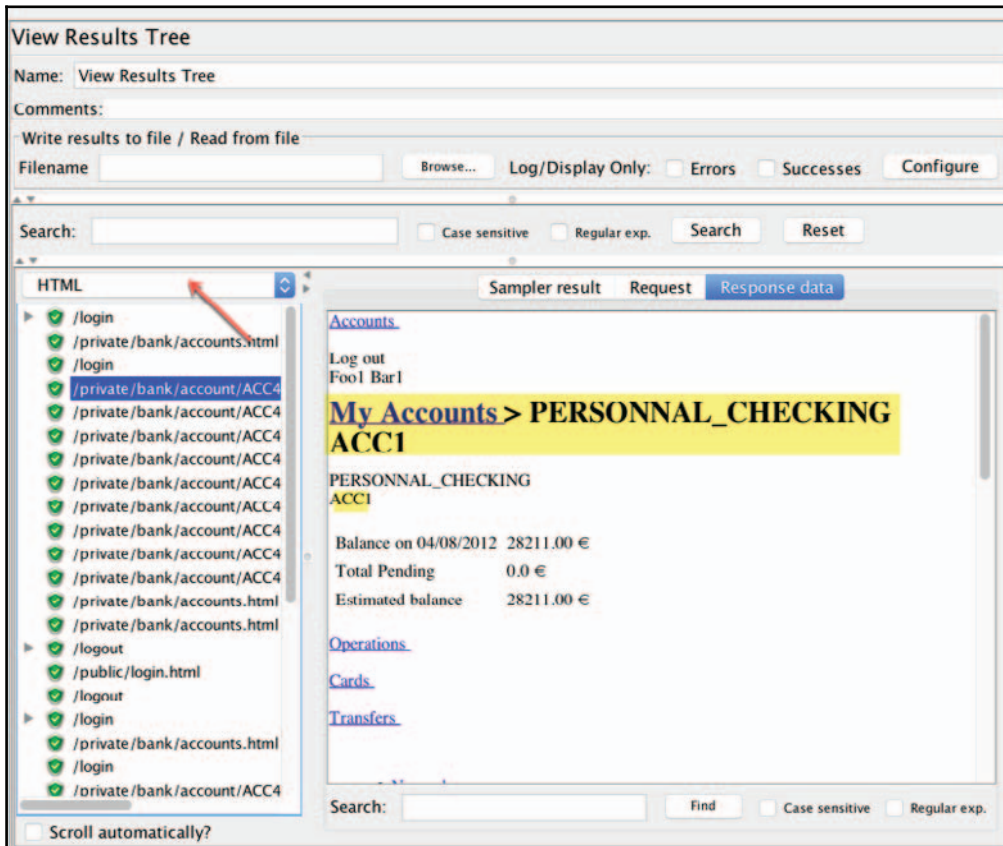 View Results Tree
Name: View Results Tree
Comments:
Write results to file / Read from file
Filename Browse... Log/Display Only: Errors Successes Configure
Search: Case sensitive Regular exp. Search Reset
HTML
/login
/private/bank/accounts.html
/login
/private/bank/account/ACC4
/private/bank/account/ACC4
/private/bank/account/ACC4
/private/bank/account/ACC4
/private/bank/account/ACC4
/private/bank/account/ACC4
/private/bank/account/ACC4
/private/bank/account/ACC4
/private/bank/account/ACC4
/private/bank/accounts.html
/private/bank/accounts.html
/logout
/public/login.html
/logout
/login
/private/bank/accounts.html
/login
/private/bank/account/ACC4
Scroll automatically?
Sampler result Request Response data
Accounts
Log out
Foo1 Bar1
My Accounts > PERSONNAL_CHECKING
ACC1
PERSONNAL_CHECKING
ACC1
Balance on 04/08/2012 28211.00 €
Total Pending 0.0 €
Estimated balance 28211.00 €
Operations
Cards
Transfers
Search: Find Case sensitive Regular exp.